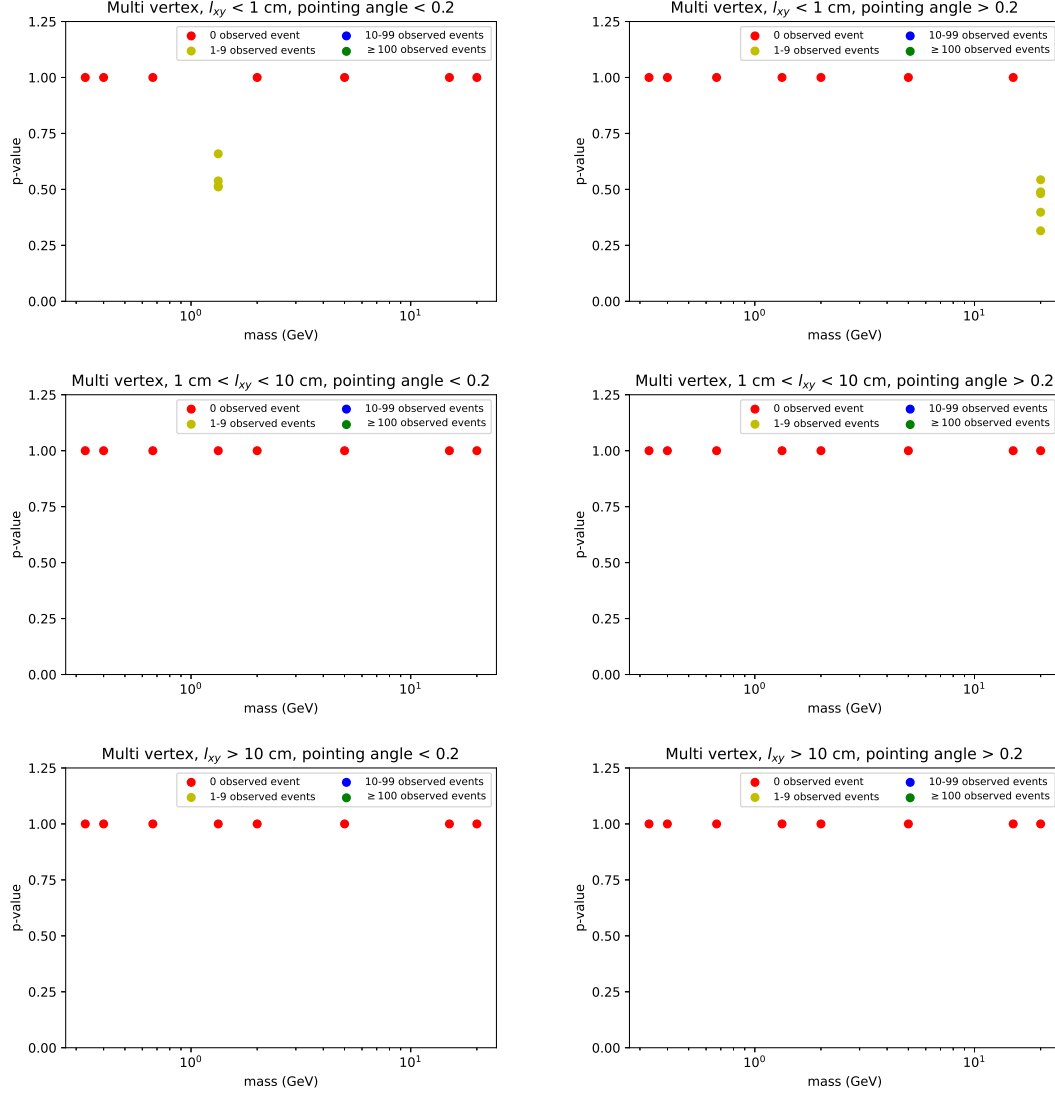 Multi vertex, lxy < 1 cm, pointing angle < 0.2
0 observed event
1-9 observed events
10-99 observed events
≥ 100 observed events
1.25
1.00
0.75
0.50
0.25
0.00
p-value
10^0
10^1
mass (GeV)
Multi vertex, lxy < 1 cm, pointing angle > 0.2
0 observed event
1-9 observed events
10-99 observed events
≥ 100 observed events
1.25
1.00
0.75
0.50
0.25
0.00
p-value
10^0
10^1
mass (GeV)
Multi vertex, 1 cm < lxy < 10 cm, pointing angle < 0.2
0 observed event
1-9 observed events
10-99 observed events
≥ 100 observed events
1.25
1.00
0.75
0.50
0.25
0.00
p-value
10^0
10^1
mass (GeV)
Multi vertex, 1 cm < lxy < 10 cm, pointing angle > 0.2
0 observed event
1-9 observed events
10-99 observed events
≥ 100 observed events
1.25
1.00
0.75
0.50
0.25
0.00
p-value
10^0
10^1
mass (GeV)
Multi vertex, lxy > 10 cm, pointing angle < 0.2
0 observed event
1-9 observed events
10-99 observed events
≥ 100 observed events
1.25
1.00
0.75
0.50
0.25
0.00
p-value
10^0
10^1
mass (GeV)
Multi vertex, lxy > 10 cm, pointing angle > 0.2
0 observed event
1-9 observed events
10-99 observed events
≥ 100 observed events
1.25
1.00
0.75
0.50
0.25
0.00
p-value
10^0
10^1
mass (GeV)